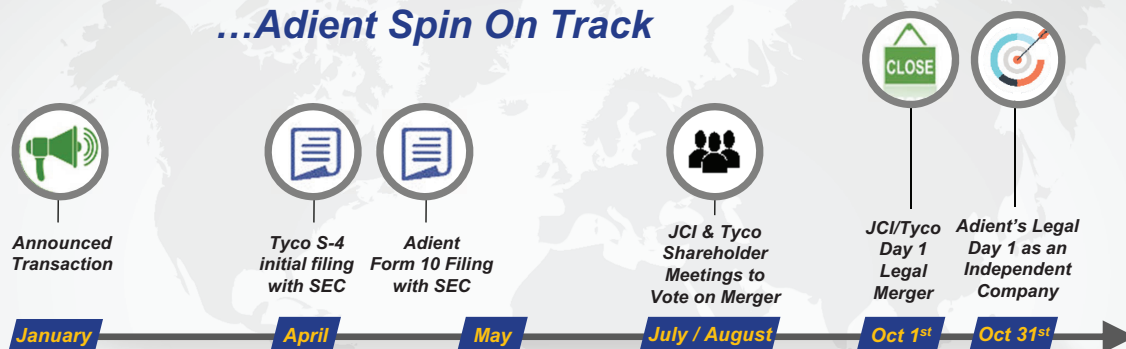 ...Adient Spin On Track
CLOSE
Announced
Transaction
Tyco S-4
initial filing
with SEC
Adient
Form 10 Filing
with SEC
JCI & Tyco
Shareholder
Meetings to
Vote on Merger
JCI/Tyco
Day 1
Legal
Merger
Adient's Legal
Day 1 as an
Independent
Company
January
April
May
July / August
Oct 1st
Oct 31st